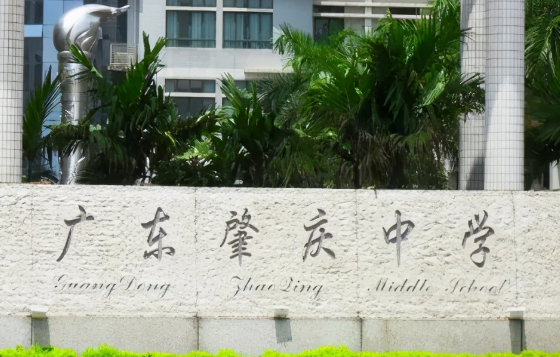 广东肇庆中学
GuangDong ZhaoQing Middle School